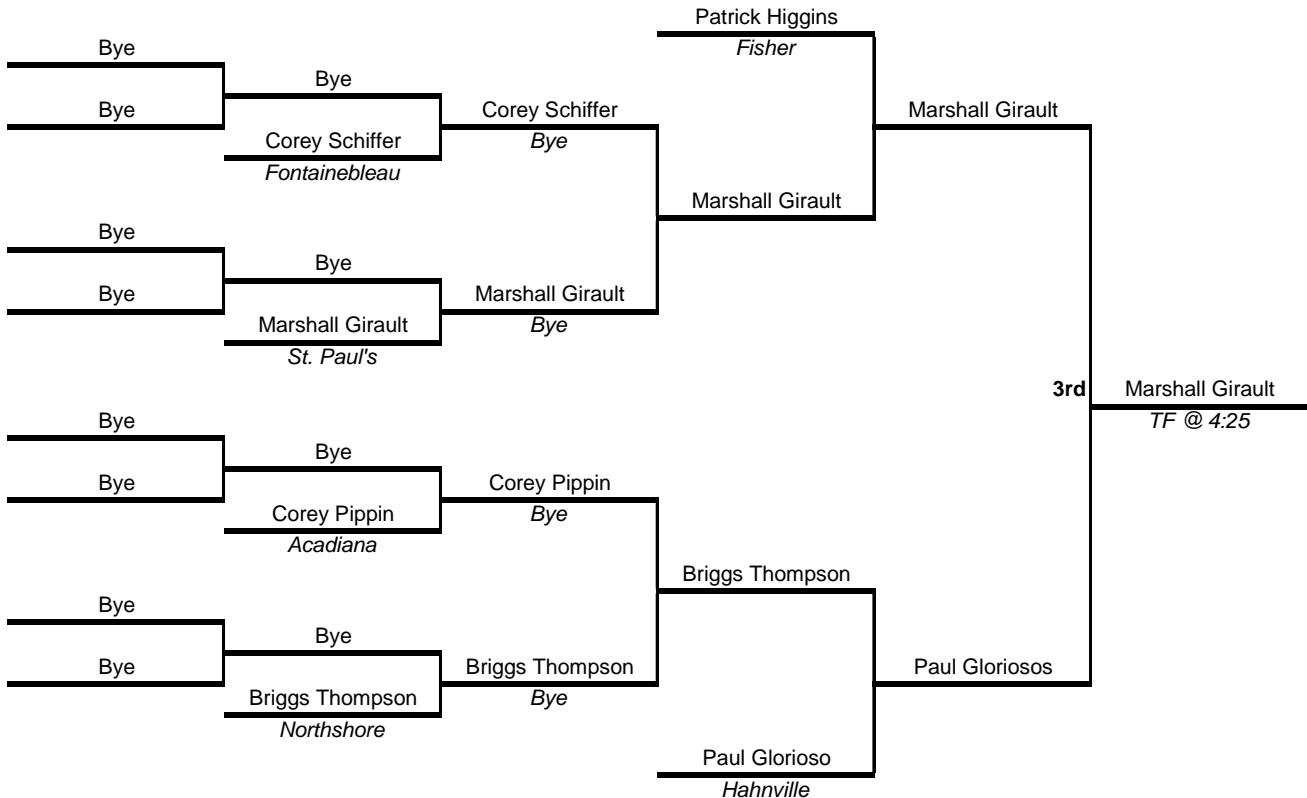 Patrick Higgins
Fisher
Bye
Bye
Bye
Corey Schiffer
Marshall Girault
Bye
Corey Schiffer
Fontainebleau
Marshall Girault
Bye
Bye
Bye
Marshall Girault
Bye
Marshall Girault
St. Paul's
3rd
Marshall Girault
TF @ 4:25
Bye
Bye
Bye
Corey Pippin
Bye
Corey Pippin
Acadiana
Briggs Thompson
Bye
Bye
Bye
Briggs Thompson
Paul Gloriosos
Bye
Briggs Thompson
Northshore
Paul Glorioso
Hahnville